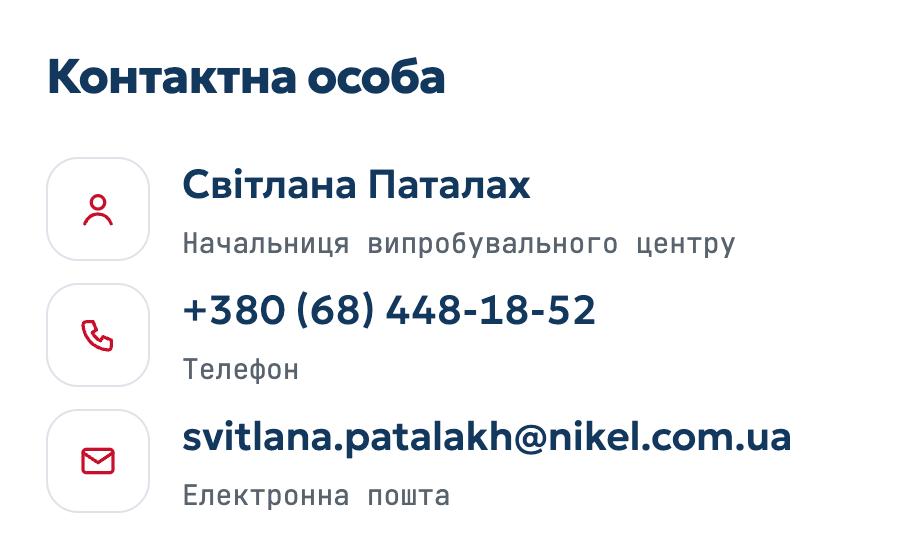 Контактна особа
Світлана Паталах
Начальниця випробувального центру
+380 (68) 448-18-52
Телефон
svitlana.patalakh@nikel.com.ua
Електронна пошта